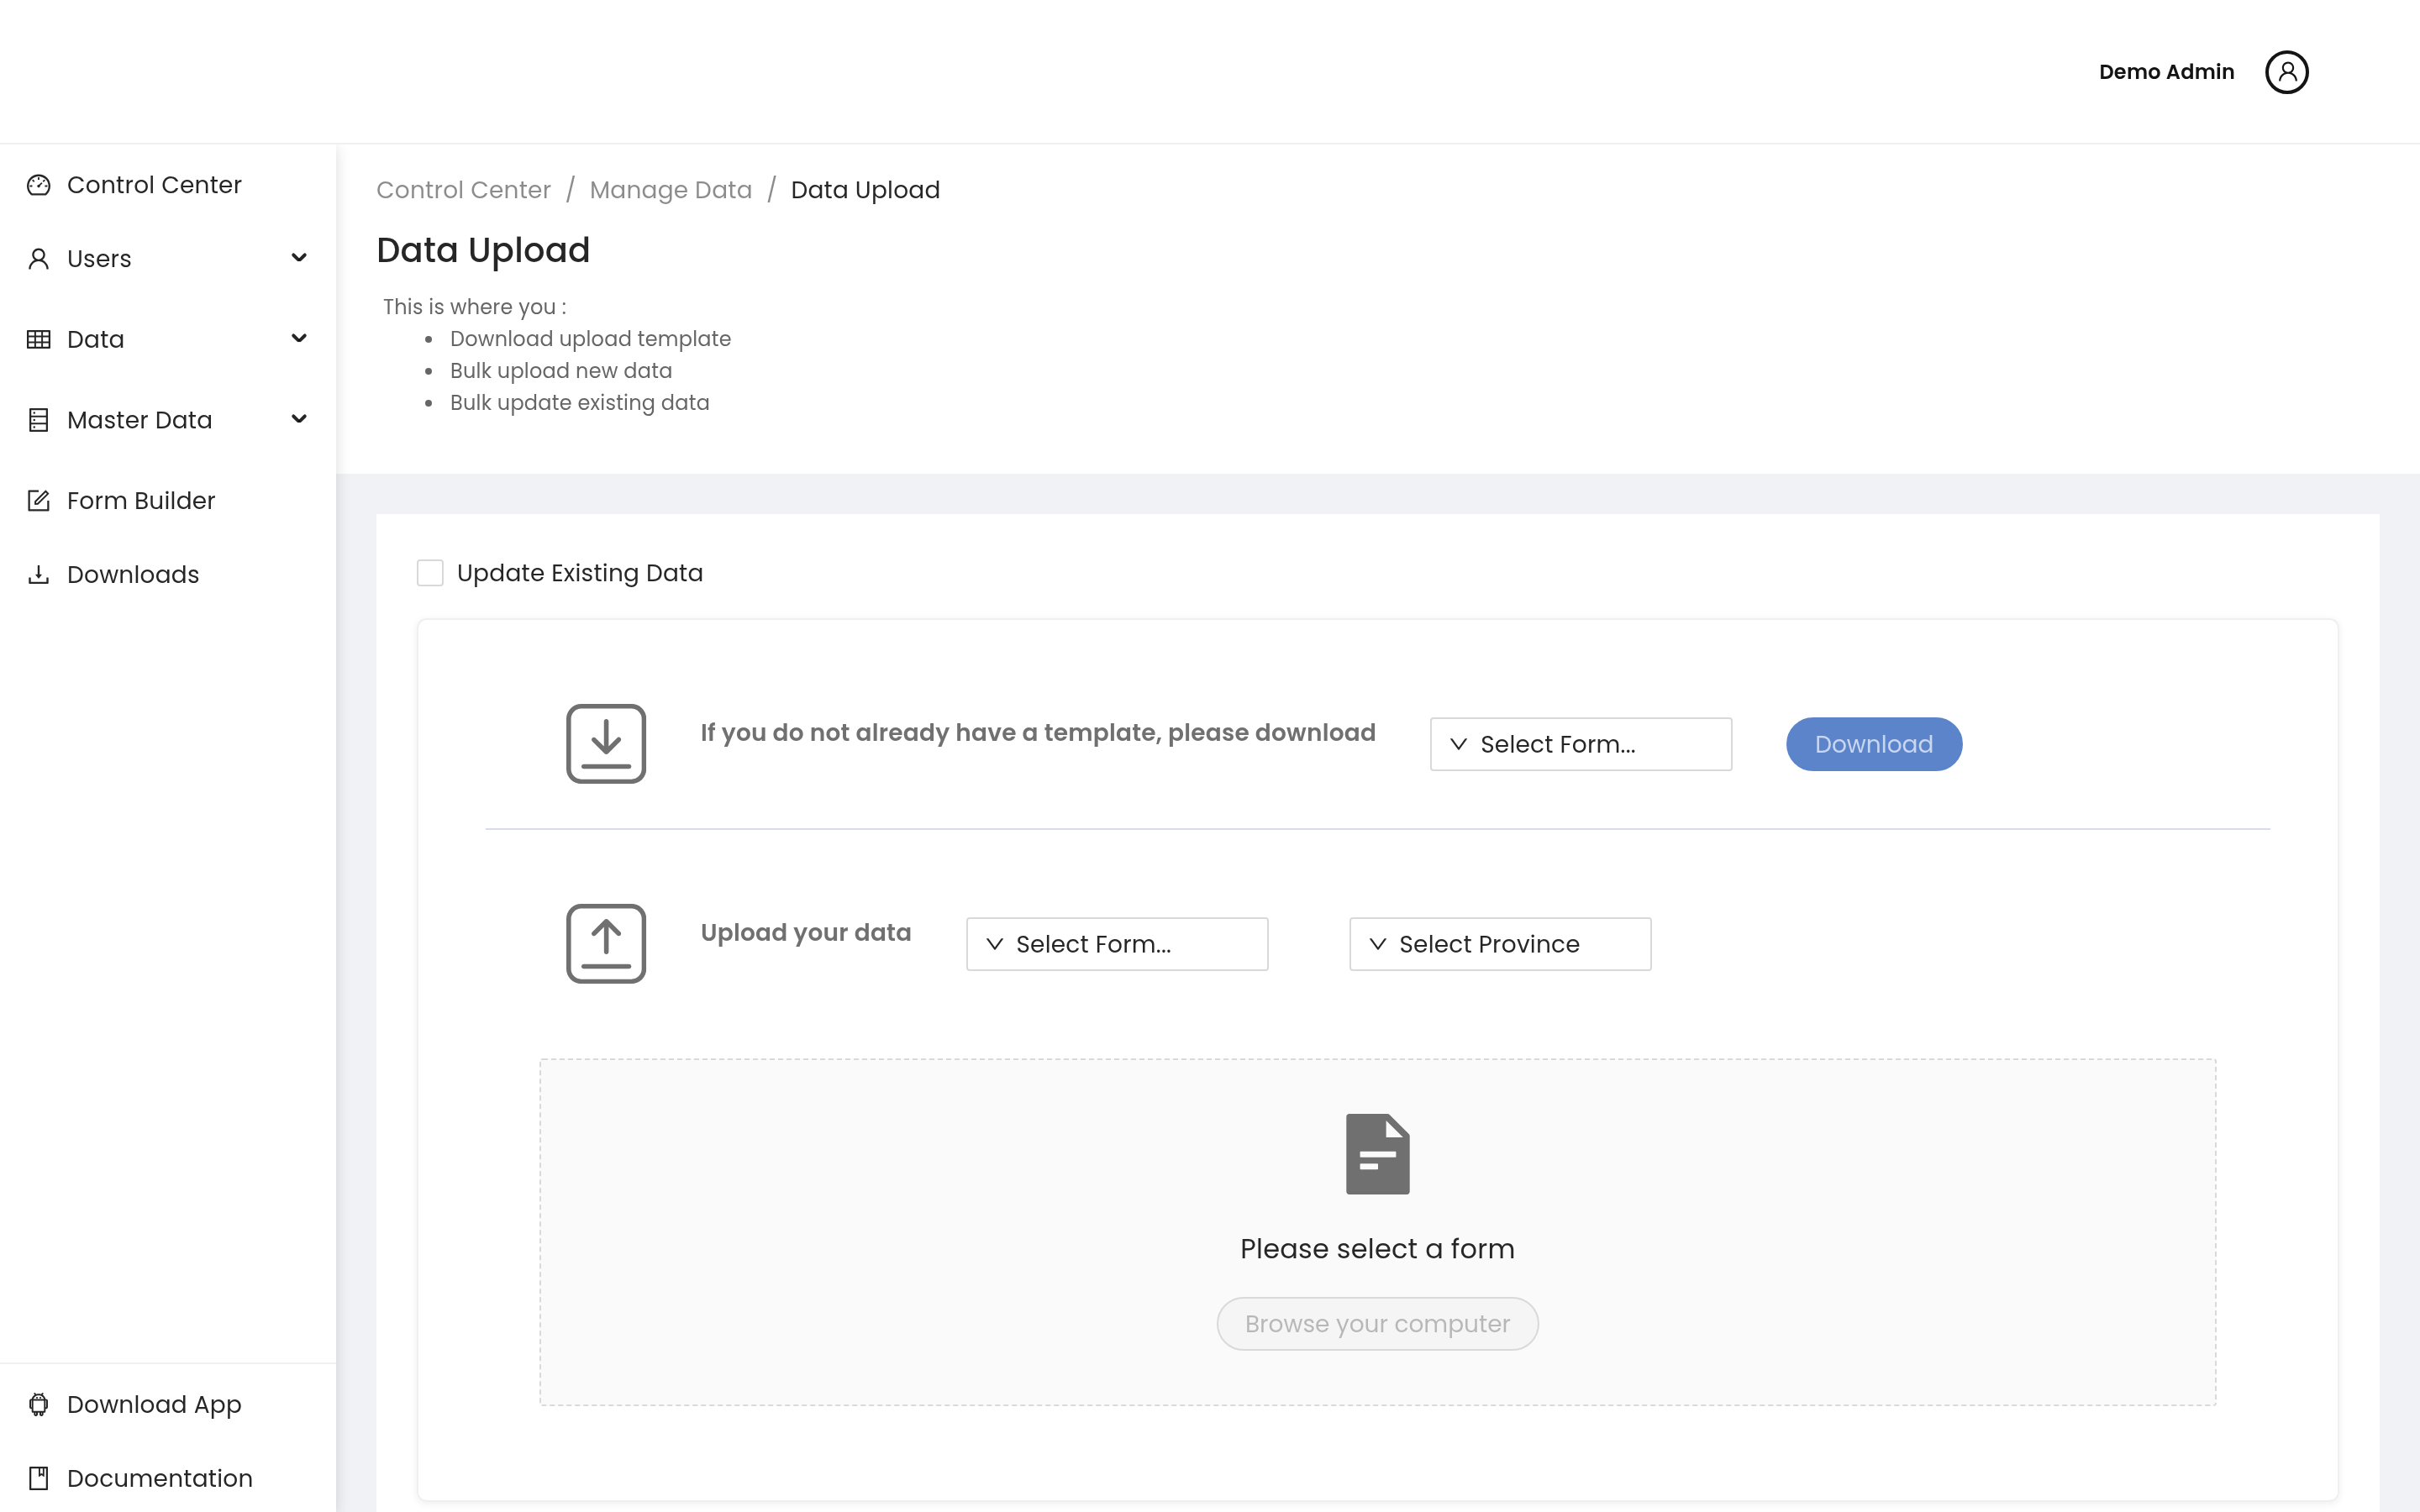 Demo Admin
Control Center
Users
Data
Master Data
Form Builder
Downloads
Download App
Documentation
Control Center / Manage Data / Data Upload
Data Upload
This is where you :
Download upload template
Bulk upload new data
Bulk update existing data
Update Existing Data
If you do not already have a template, please download
Select Form...
Download
Upload your data
Select Form...
Select Province
Please select a form
Browse your computer